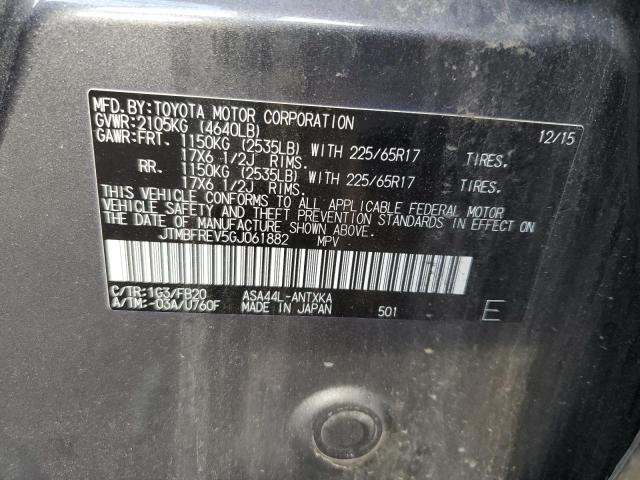 MFD.BY:TOYOTA MOTOR CORPORATION
GVWR:2105KG (4640LB) 12/15
GAWR:FRT. 1150KG (2535LB) WITH 225/65R17
17X6 1/2J RIMS. TIRES.
RR. 1150KG (2535LB) WITH 225/65R17
17X6 1/2J RIMS. TIRES.
THIS VEHICLE CONFORMS TO ALL APPLICABLE FEDERAL MOTOR
VEHICLE SAFETY AND THEFT PREVENTION STANDARDS IN EFFECT ON
THE DATE OF MANUFACTURE SHOWN ABOVE.
JTMBFREV5GJ061882 MPV
C/TR:1G3/FB20 ASA44L-ANTXKA
A/TM:-03A/U760F MADE IN JAPAN 501 E